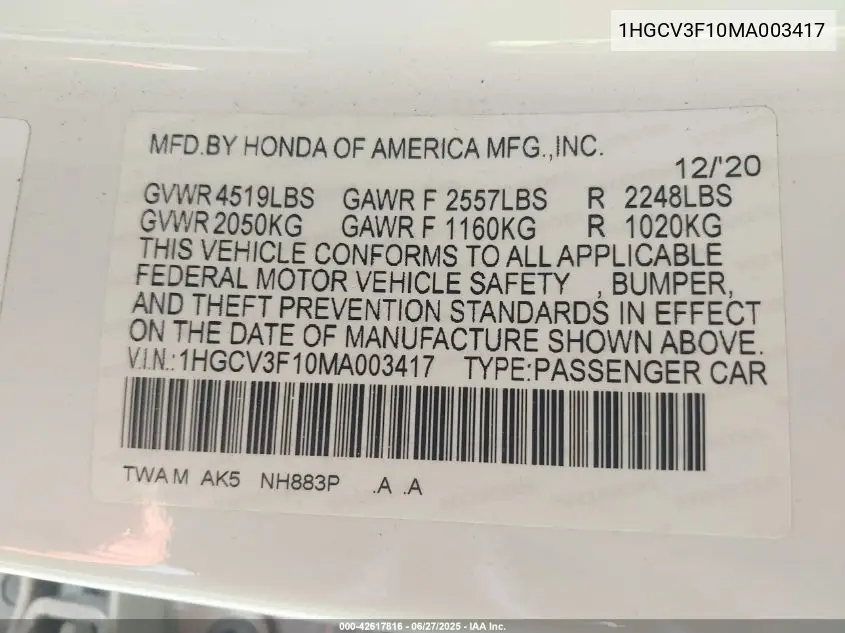 1HGCV3F10MA003417
MFD.BY HONDA OF AMERICA MFG.,INC.
12/'20
GVWR 4519LBS GAWR F 2557LBS R 2248LBS
GVWR 2050KG GAWR F 1160KG R 1020KG
THIS VEHICLE CONFORMS TO ALL APPLICABLE
FEDERAL MOTOR VEHICLE SAFETY , BUMPER,
AND THEFT PREVENTION STANDARDS IN EFFECT
ON THE DATE OF MANUFACTURE SHOWN ABOVE.
V.I.N.:1HGCV3F10MA003417 TYPE:PASSENGER CAR
TWAM AK5 NH883P .A .A
000-42617816 - 06/27/2025 - IAA Inc.